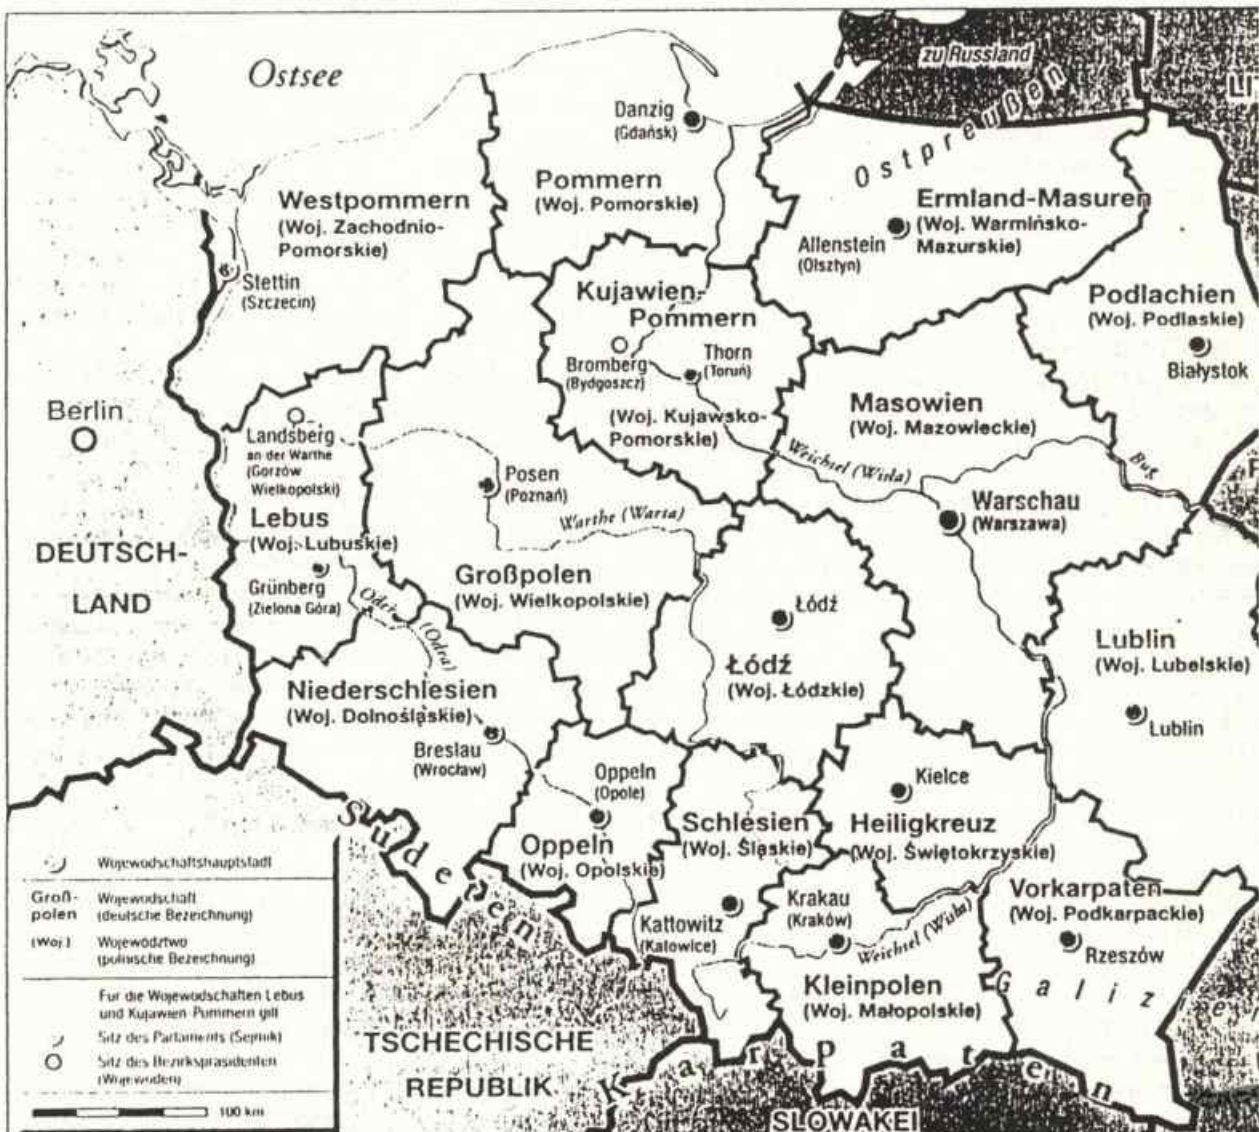 Ostsee
zu Russland
LI
Ostpreußen
Danzig
(Gdańsk)
Pommern
(Woj. Pomorskie)
Westpommern
(Woj. Zachodnio-
Pomorskie)
Ermland-Masuren
(Woj. Warmińsko-
Mazurskie)
Allenstein
(Olsztyn)
Stettin
(Szczecin)
Kujawien-
Pommern
Bromberg
(Bydgoszcz)
Thorn
(Toruń)
(Woj. Kujawsko-
Pomorskie)
Podlachien
(Woj. Podlaskie)
Białystok
Masowien
(Woj. Mazowieckie)
Berlin
Landsberg
an der Warthe
(Gorzów
Wielkopolski)
Posen
(Poznań)
Weichsel (Wisła)
Bug
Warschau
(Warszawa)
Warthe (Warta)
Lebus
(Woj. Lubuskie)
DEUTSCH-
LAND
Grünberg
(Zielona Góra)
Großpolen
(Woj. Wielkopolskie)
Łódź
Oder (Odra)
Łódź
(Woj. Łódzkie)
Lublin
(Woj. Lubelskie)
Lublin
Niederschlesien
(Woj. Dolnośląskie)
Breslau
(Wrocław)
Oppeln
(Opole)
Oppeln
(Woj. Opolskie)
Schlesien
(Woj. Śląskie)
Kielce
Heiligkreuz
(Woj. Świętokrzyskie)
Sudeten
Kattowitz
(Katowice)
Krakau
(Kraków)
Weichsel (Wisła)
Vorkarpaten
(Woj. Podkarpackie)
Rzeszów
Kleinpolen
(Woj. Małopolskie)
Galizien
TSCHECHISCHE
REPUBLIK
Karpaten
SLOWAKEI
Wojewodschaftshauptstadt
Groß-
polen
Wojewodschaft
(deutsche Bezeichnung)
(Woj.)
Województwo
(polnische Bezeichnung)
Für die Wojewodschaften Lebus
und Kujawien-Pommern gilt
Sitz des Parlaments (Sejmik)
Sitz des Bezirkspräsidenten
(Wojewoden)
100 km